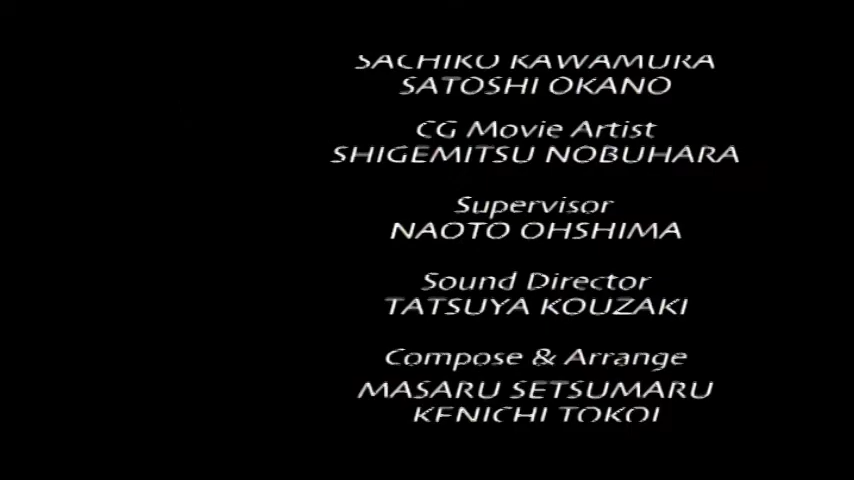 SACHIKO KAWAMURA
SATOSHI OKANO
CG Movie Artist
SHIGEMITSU NOBUHARA
Supervisor
NAOTO OHSHIMA
Sound Director
TATSUYA KOUZAKI
Compose & Arrange
MASARU SETSUMARU
KENICHI TOKOI